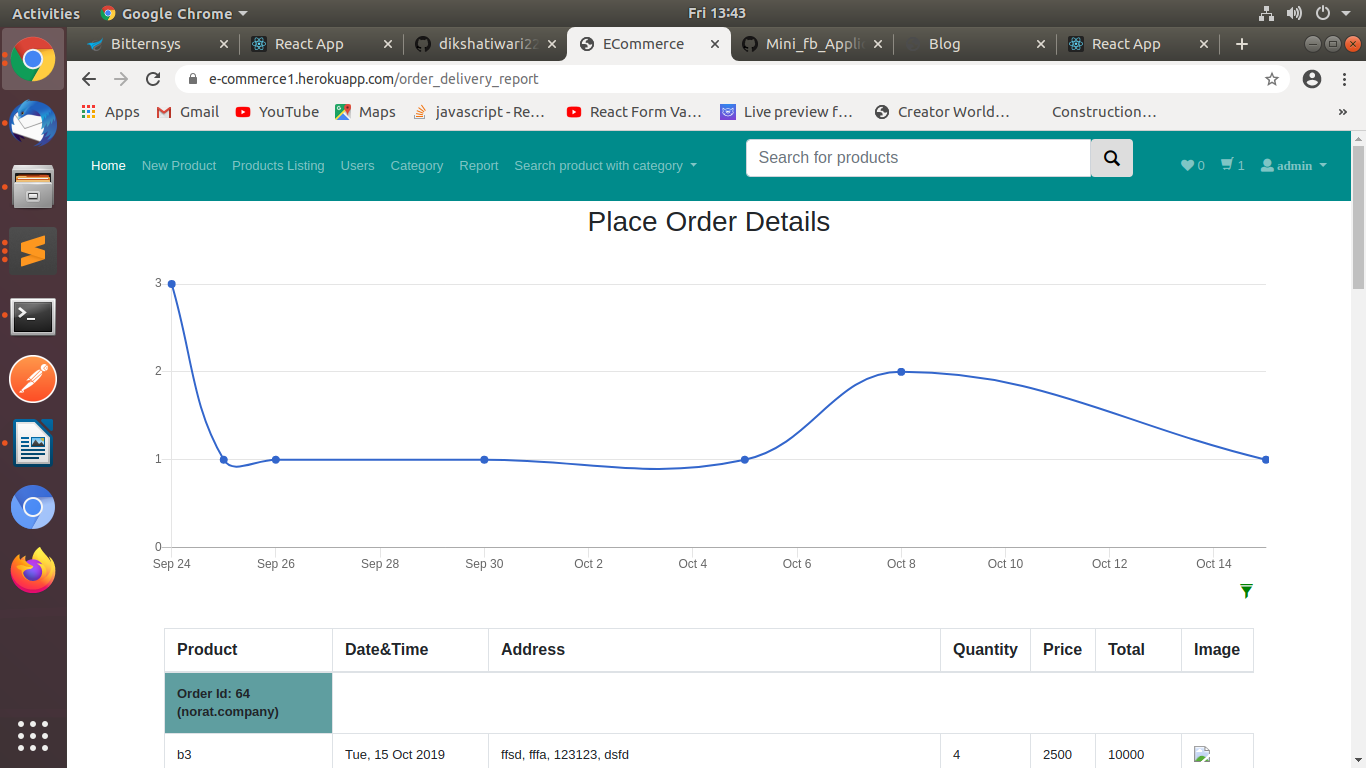 Activities Google Chrome Fri 13:43
Bitternsys React App dikshatiwari22 ECommerce Mini_fb_Appli Blog React App
e-commerce1.herokuapp.com/order_delivery_report
Apps Gmail YouTube Maps javascript - Re... React Form Va... Live preview f... Creator World... Construction... »
Home New Product Products Listing Users Category Report Search product with category Search for products 0 1 admin
Place Order Details
3
2
1
0
Sep 24 Sep 26 Sep 28 Sep 30 Oct 2 Oct 4 Oct 6 Oct 8 Oct 10 Oct 12 Oct 14
Product Date&Time Address Quantity Price Total Image
Order Id: 64
(norat.company)
b3 Tue, 15 Oct 2019 ffsd, fffa, 123123, dsfd 4 2500 10000